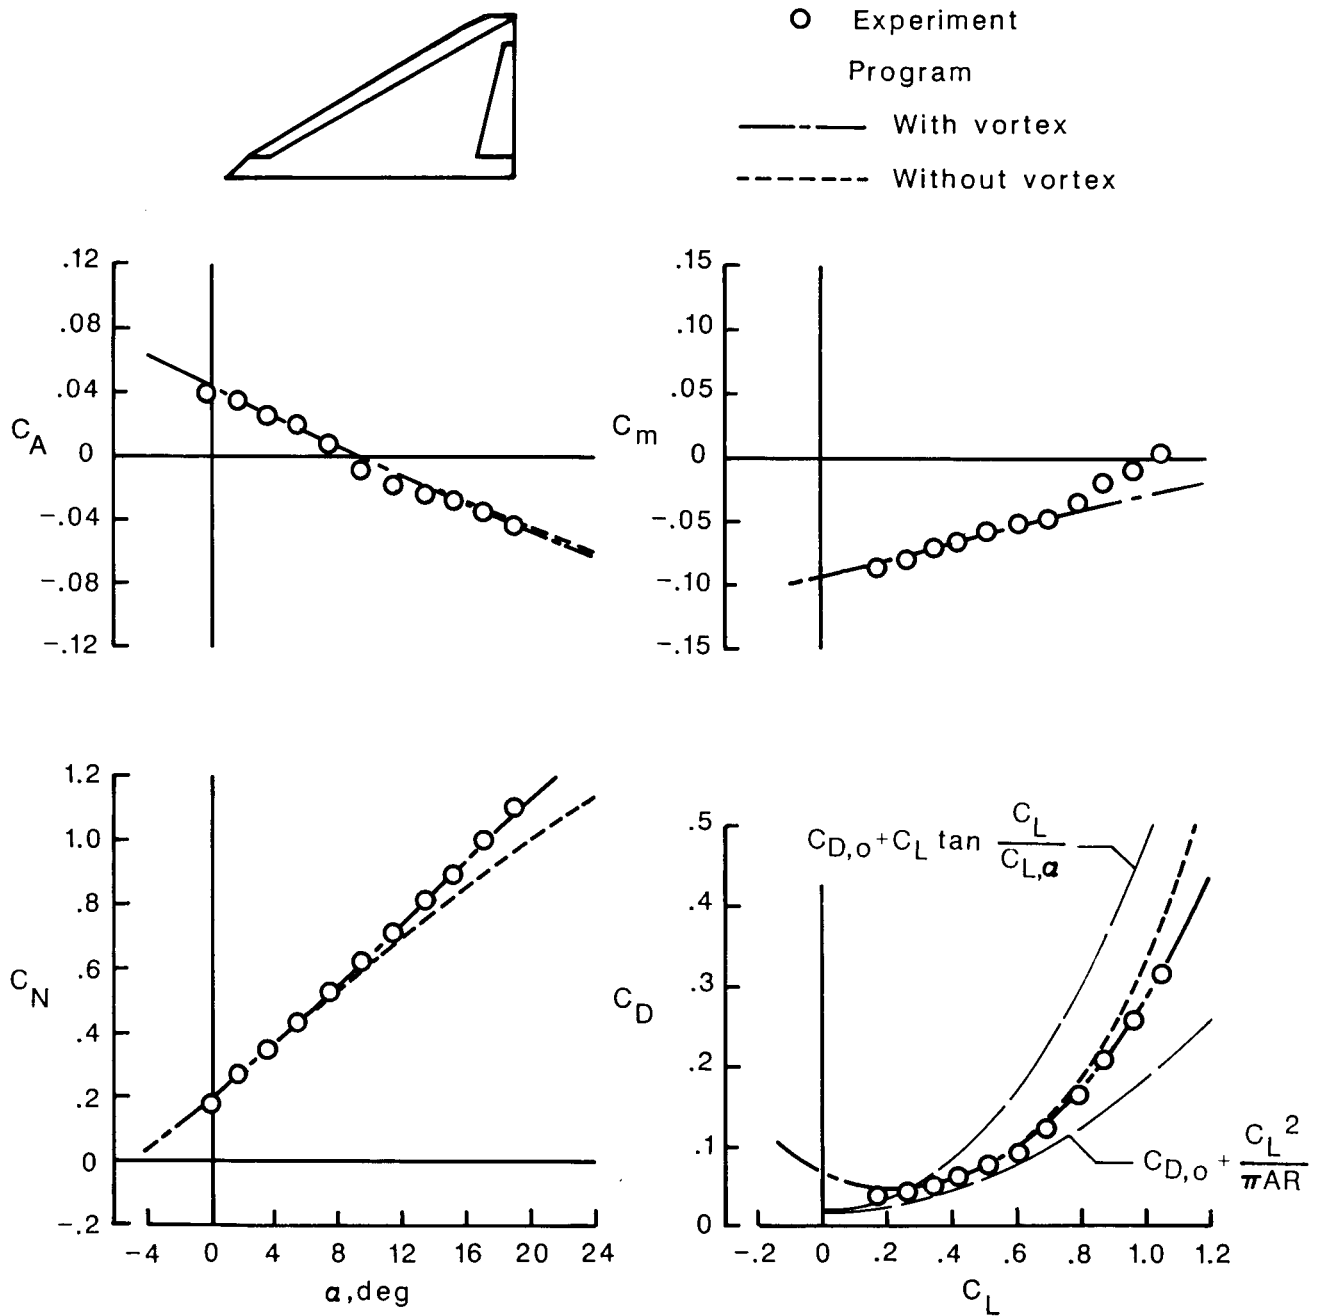 Experiment
Program
With vortex
Without vortex
.12
.08
.04
0
-.04
-.08
-.12
C_A
.15
.10
.05
0
-.05
-.10
-.15
C_m
1.2
1.0
.8
.6
.4
.2
0
-.2
C_N
-4 0 4 8 12 16 20 24
α,deg
.5
.4
.3
.2
.1
0
C_D
C_{D,o} + C_L tan C_L / C_{L,α}
C_{D,o} + C_L^2 / πAR
-.2 0 .2 .4 .6 .8 1.0 1.2
C_L